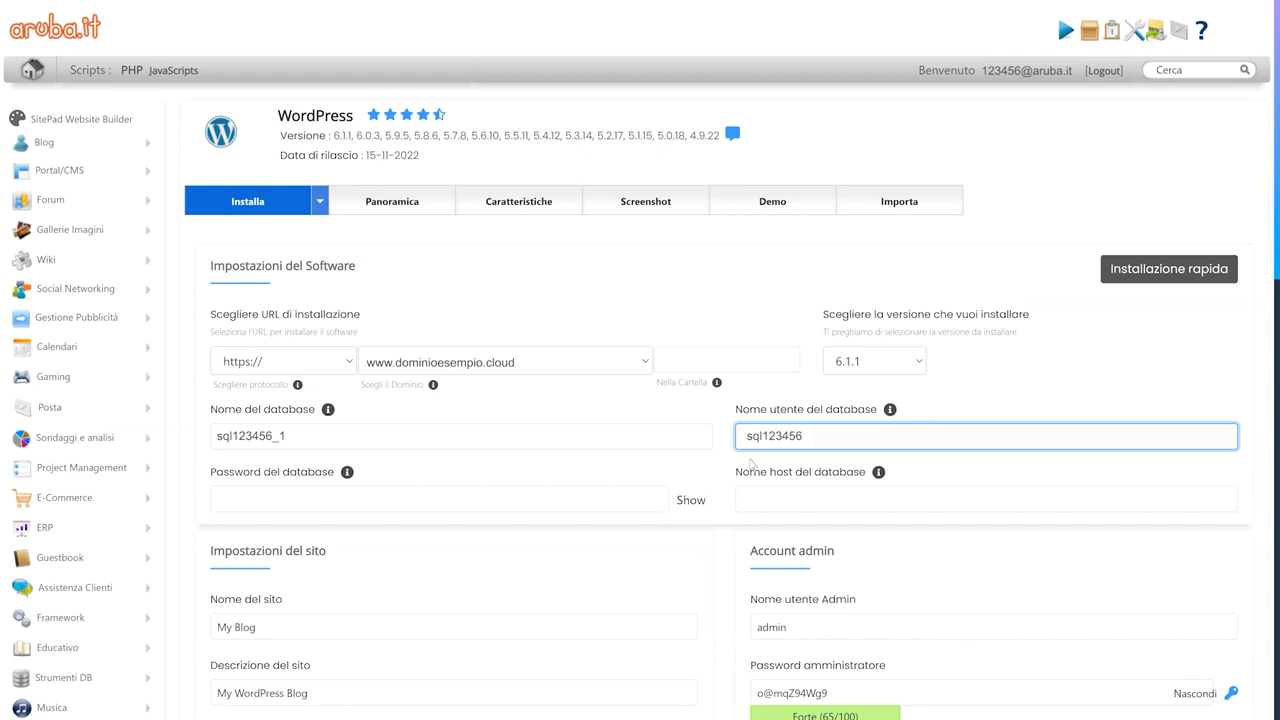 aruba.it
?
Scripts : PHP JavaScripts
Benvenuto 123456@aruba.it [Logout] Cerca
SitePad Website Builder
Blog
Portal/CMS
Forum
Gallerie Imagini
Wiki
Social Networking
Gestione Pubblicità
Calendari
Gaming
Posta
Sondaggi e analisi
Project Management
E-Commerce
ERP
Guestbook
Assistenza Clienti
Framework
Educativo
Strumenti DB
Musica
WordPress
Versione : 6.1.1, 6.0.3, 5.9.5, 5.8.6, 5.7.8, 5.6.10, 5.5.11, 5.4.12, 5.3.14, 5.2.17, 5.1.15, 5.0.18, 4.9.22
Data di rilascio : 15-11-2022
Installa Panoramica Caratteristiche Screenshot Demo Importa
Impostazioni del Software
Installazione rapida
Scegliere URL di installazione
Seleziona l'URL per installare il software
https:// www.dominioesempio.cloud
Scegliere protocollo Scegli il Dominio Nella Cartella
Scegliere la versione che vuoi installare
Ti preghiamo di selezionare la versione da installare
6.1.1
Nome del database
sql123456_1
Nome utente del database
sql123456
Password del database
Show
Nome host del database
Impostazioni del sito
Nome del sito
My Blog
Descrizione del sito
My WordPress Blog
Account admin
Nome utente Admin
admin
Password amministratore
o@mqZ94Wg9 Nascondi
Forte (65/100)